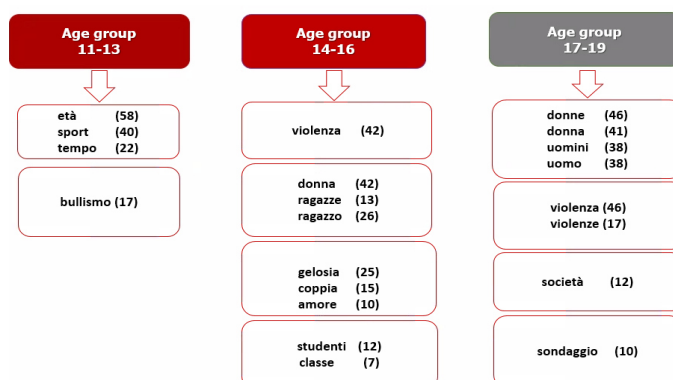 Age group
11-13
età (58)
sport (40)
tempo (22)
bullismo (17)
Age group
14-16
violenza (42)
donna (42)
ragazze (13)
ragazzo (26)
gelosia (25)
coppia (15)
amore (10)
studenti (12)
classe (7)
Age group
17-19
donne (46)
donna (41)
uomini (38)
uomo (38)
violenza (46)
violenze (17)
società (12)
sondaggio (10)